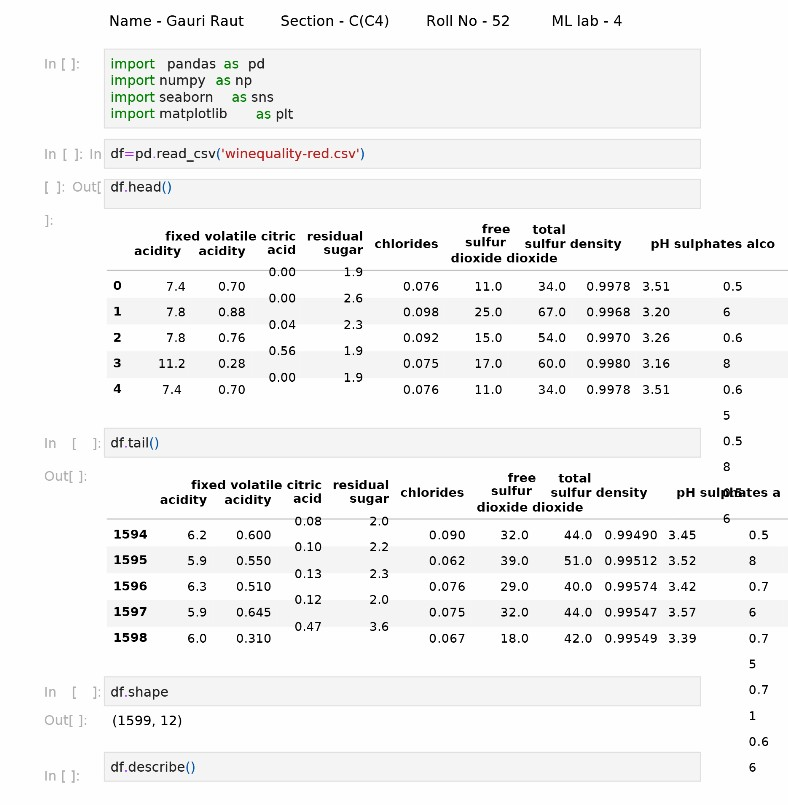 Name - Gauri Raut Section - C(C4) Roll No - 52 ML lab - 4
In [ ]: import pandas as pd
import numpy as np
import seaborn as sns
import matplotlib as plt
In [ ]: In df=pd.read_csv('winequality-red.csv')
[ ]: Out[ df.head()
]:
fixed acidity volatile acidity citric acid residual sugar chlorides free sulfur dioxide total sulfur dioxide density pH sulphates alco
0 7.4 0.70 0.00 1.9 0.076 11.0 34.0 0.9978 3.51 0.5
1 7.8 0.88 0.00 2.6 0.098 25.0 67.0 0.9968 3.20 6
2 7.8 0.76 0.04 2.3 0.092 15.0 54.0 0.9970 3.26 0.6
3 11.2 0.28 0.56 1.9 0.075 17.0 60.0 0.9980 3.16 8
4 7.4 0.70 0.00 1.9 0.076 11.0 34.0 0.9978 3.51 0.6
5
In [ ]: df.tail() 0.5
8
Out[ ]:
fixed acidity volatile acidity citric acid residual sugar chlorides free sulfur dioxide total sulfur dioxide density pH sulphates a
0.5
6
1594 6.2 0.600 0.08 2.0 0.090 32.0 44.0 0.99490 3.45 0.5
1595 5.9 0.550 0.10 2.2 0.062 39.0 51.0 0.99512 3.52 8
1596 6.3 0.510 0.13 2.3 0.076 29.0 40.0 0.99574 3.42 0.7
1597 5.9 0.645 0.12 2.0 0.075 32.0 44.0 0.99547 3.57 6
1598 6.0 0.310 0.47 3.6 0.067 18.0 42.0 0.99549 3.39 0.7
5
In [ ]: df.shape 0.7
Out[ ]: (1599, 12) 1
0.6
In [ ]: df.describe() 6